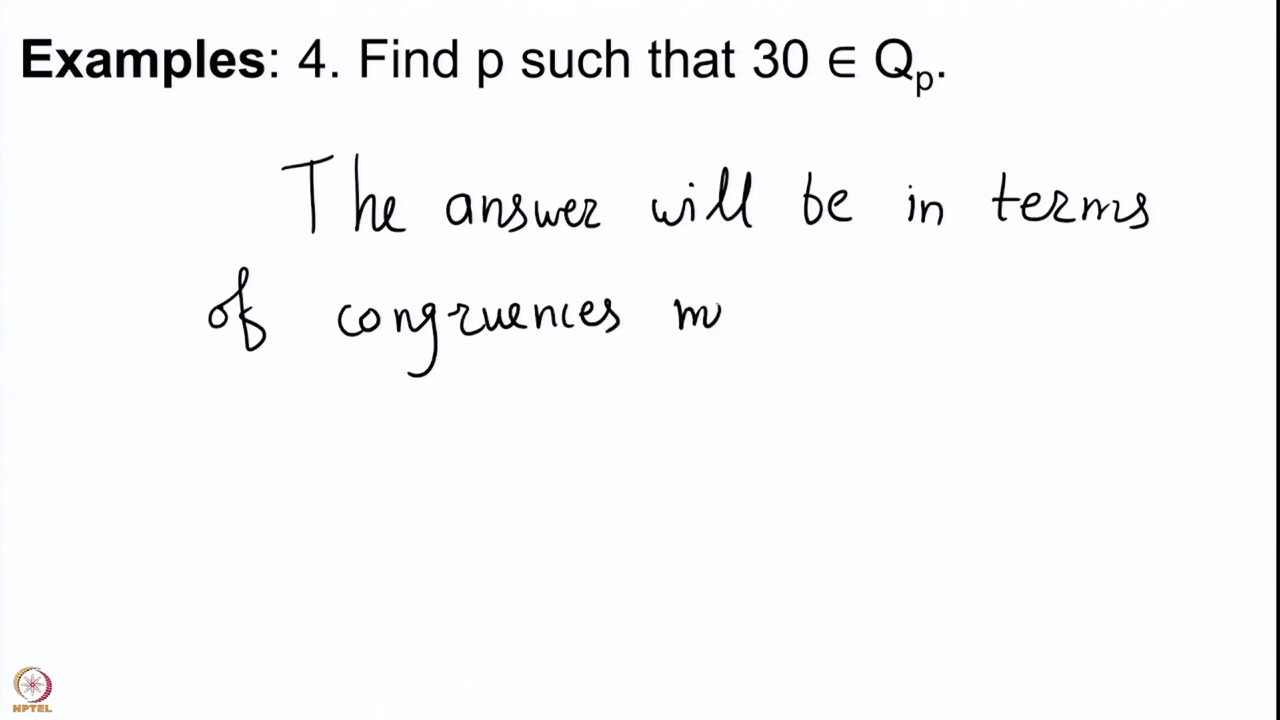 Examples: 4. Find p such that 30 ∈ Qₚ.
The answer will be in terms
of congruences m
NPTEL